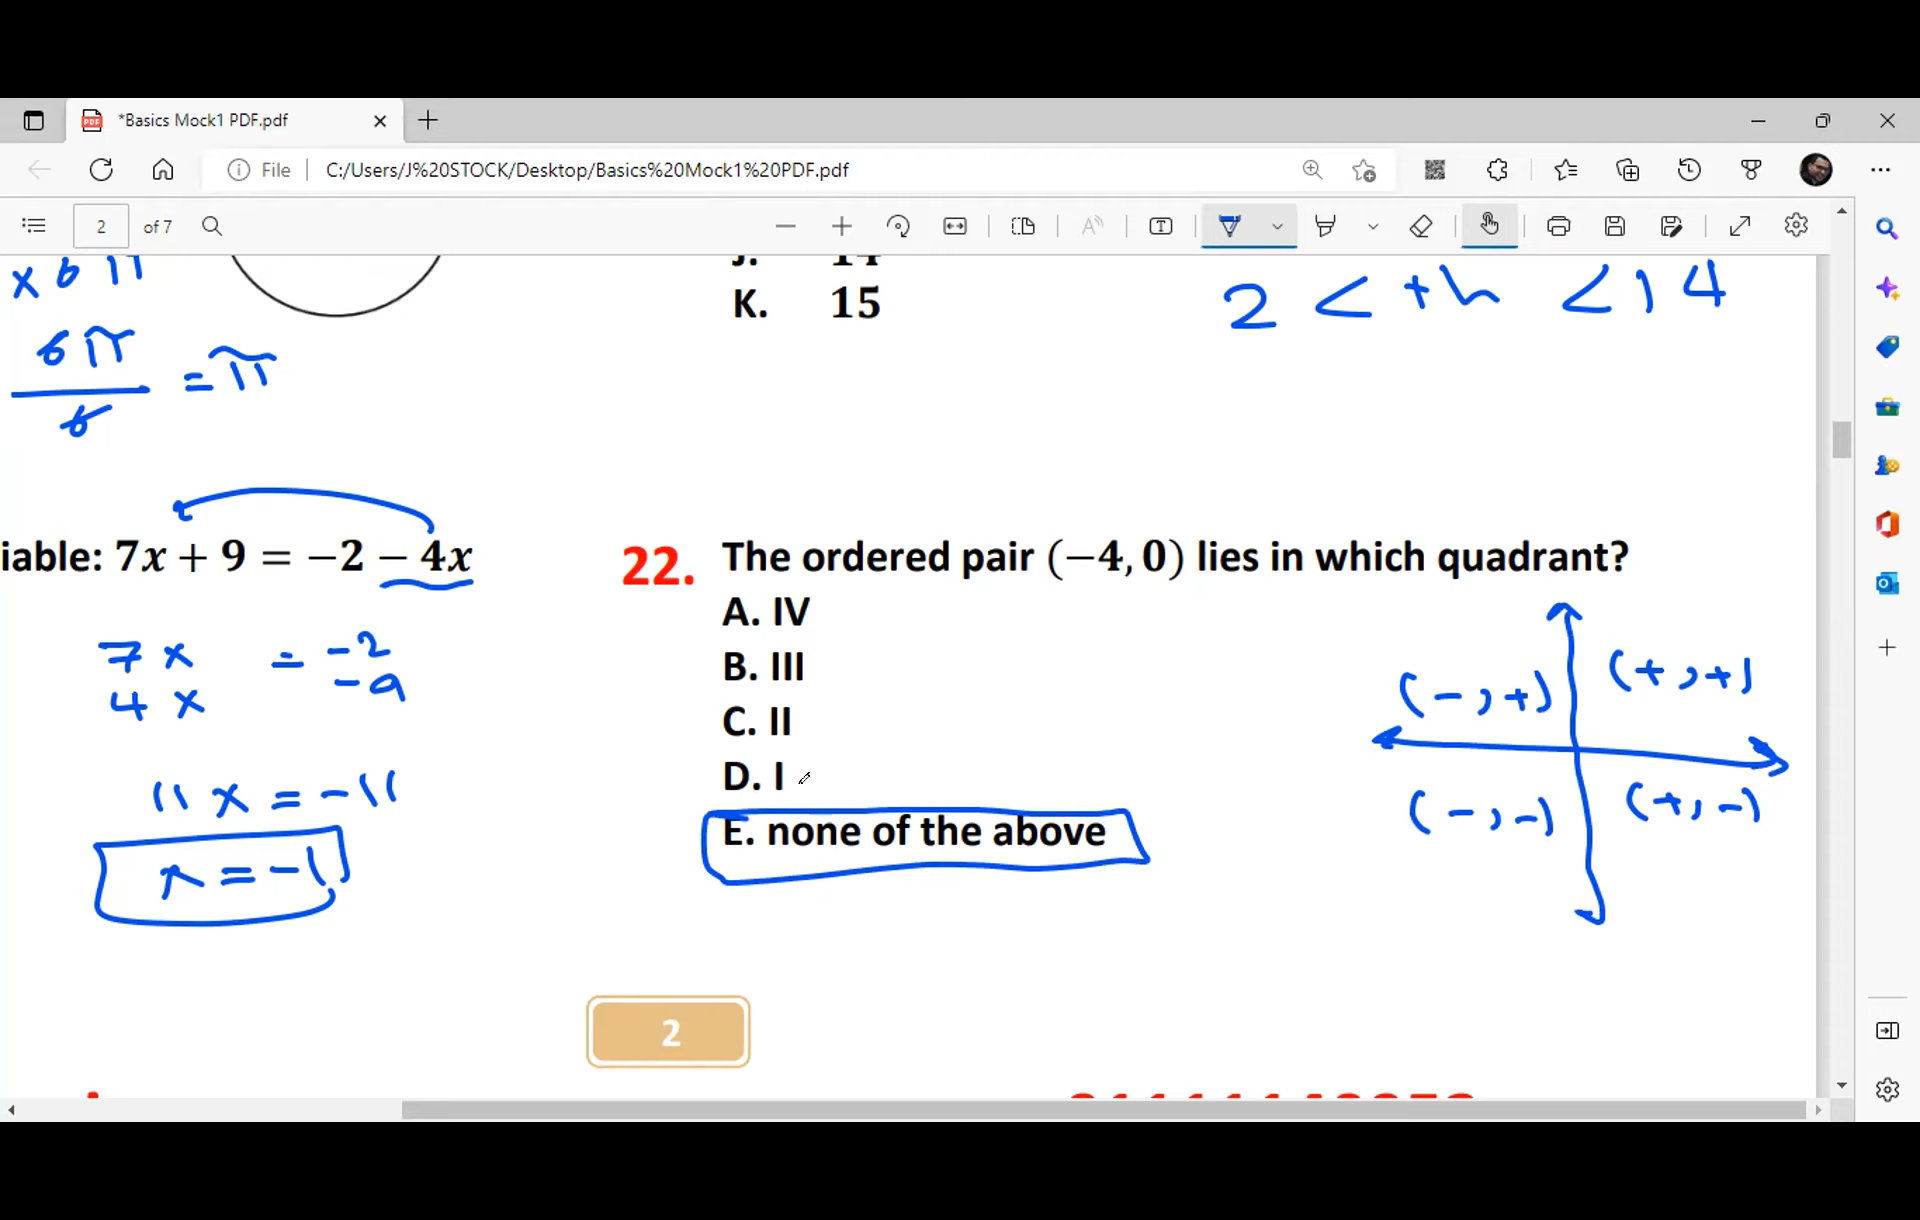 *Basics Mock1 PDF.pdf
File C:/Users/J%20STOCK/Desktop/Basics%20Mock1%20PDF.pdf
2 of 7
x 6 π
6π
6
= π
J. 14
K. 15
2 < th < 14
iable: 7x + 9 = −2 − 4x
7x = -2
4x -9
11x = -11
x = -1
22. The ordered pair (−4, 0) lies in which quadrant?
A. IV
B. III
C. II
D. I
E. none of the above
(-,+) (+,+)
(-,-) (+,-)
2